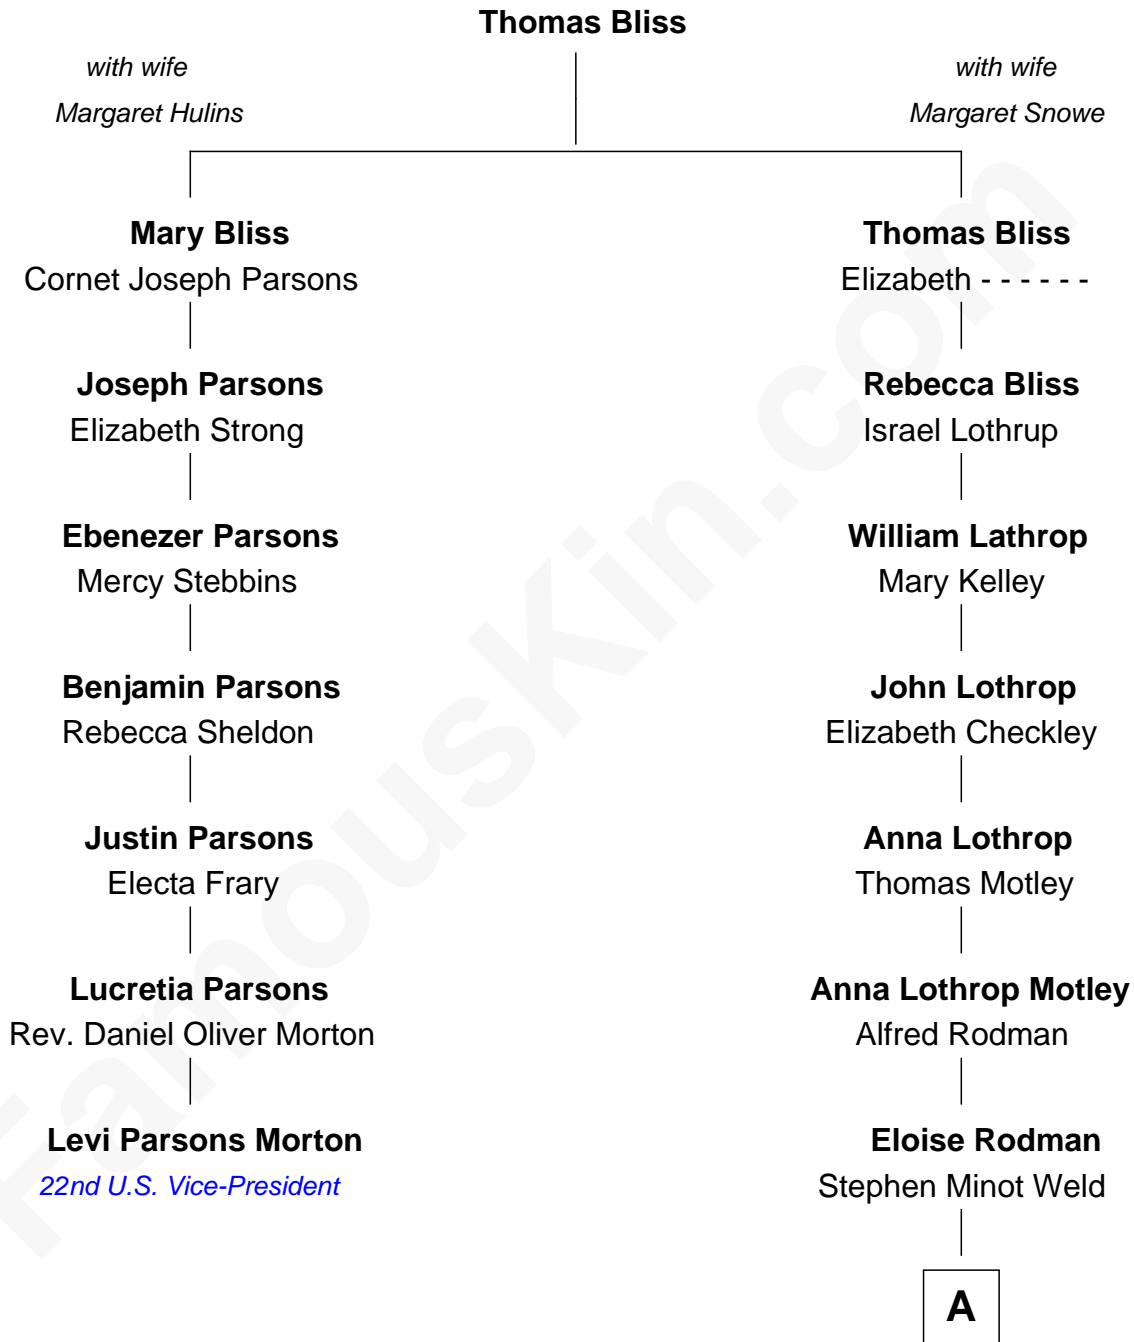 Thomas Bliss
with wife
Margaret Hulins
with wife
Margaret Snowe
Mary Bliss
Cornet Joseph Parsons
Thomas Bliss
Elizabeth - - - - - -
Joseph Parsons
Elizabeth Strong
Rebecca Bliss
Israel Lothrup
Ebenezer Parsons
Mercy Stebbins
William Lathrop
Mary Kelley
Benjamin Parsons
Rebecca Sheldon
John Lothrop
Elizabeth Checkley
Justin Parsons
Electa Frary
Anna Lothrop
Thomas Motley
Lucretia Parsons
Rev. Daniel Oliver Morton
Anna Lothrop Motley
Alfred Rodman
Levi Parsons Morton
22nd U.S. Vice-President
Eloise Rodman
Stephen Minot Weld
A
FamousKin.com